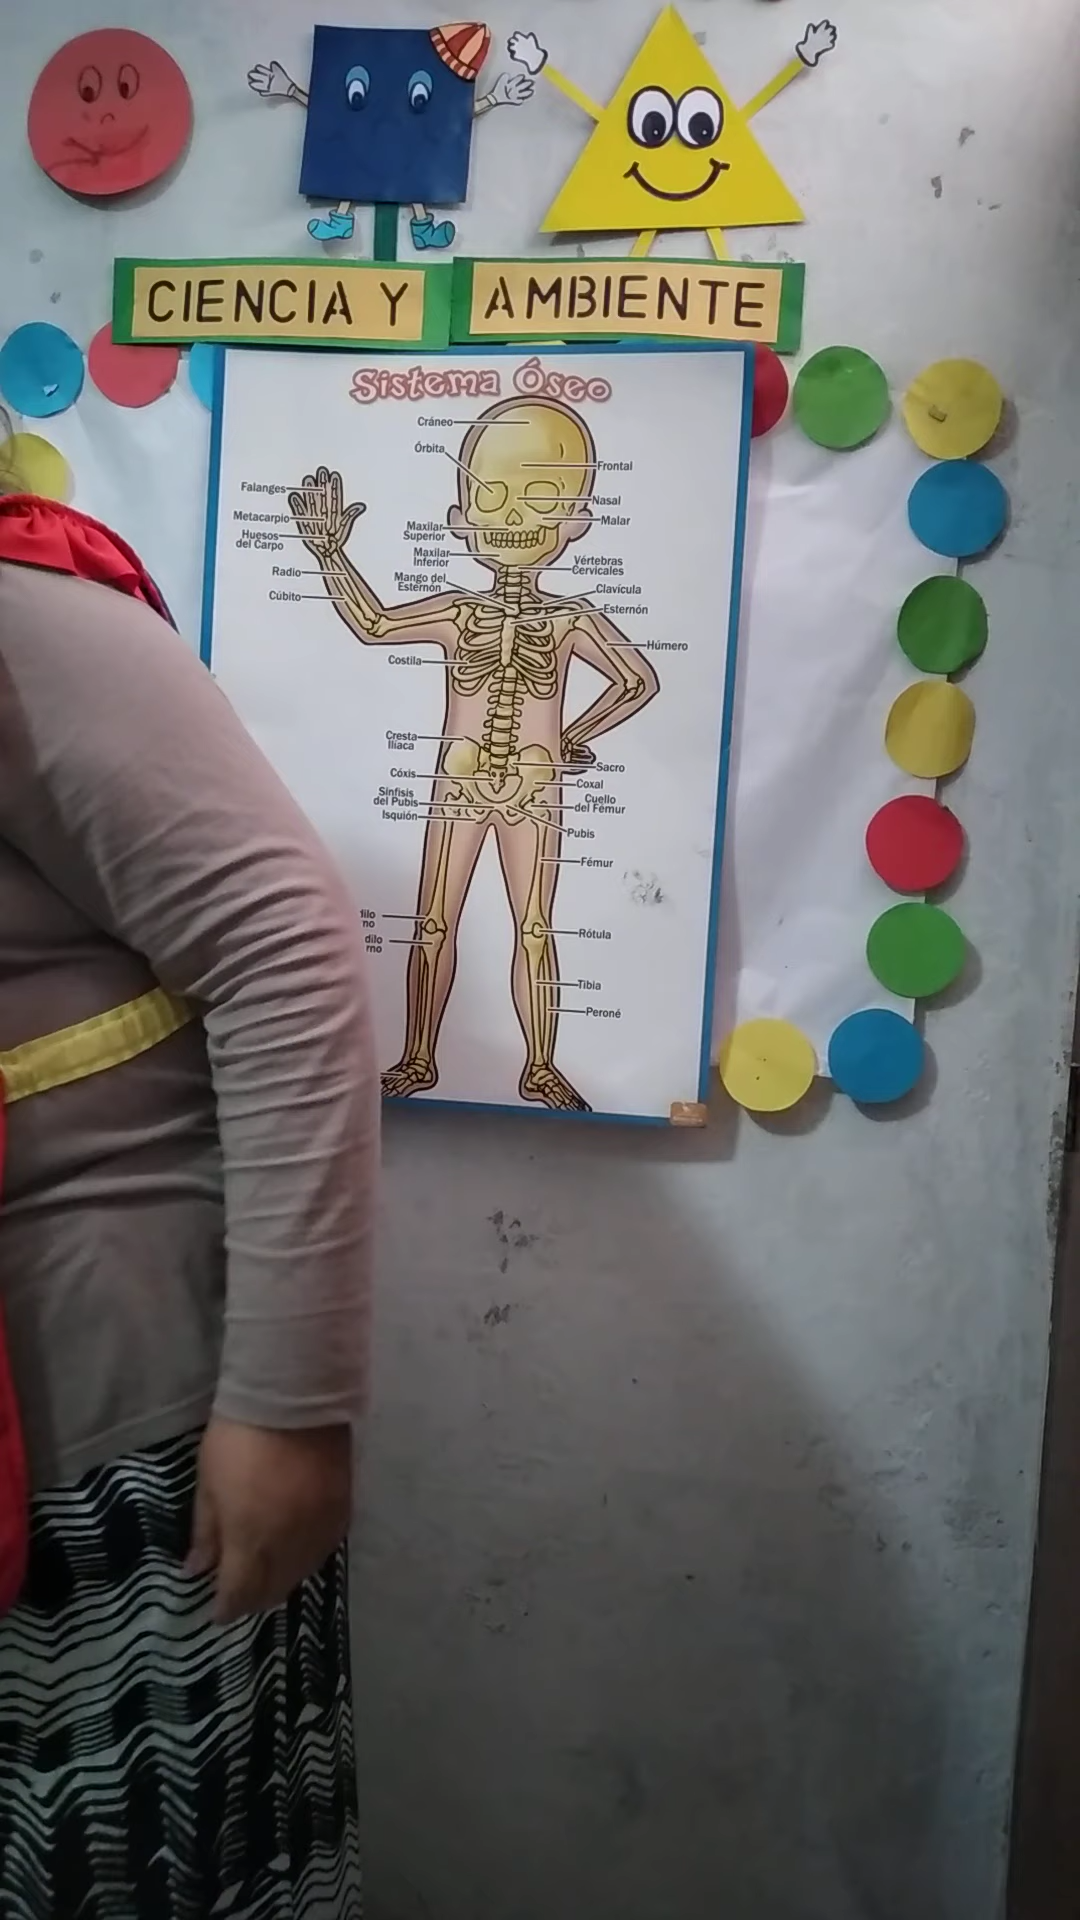 CIENCIA Y AMBIENTE
Sistema Óseo
Cráneo
Órbita
Frontal
Falanges
Nasal
Metacarpio
Malar
Huesos
del Carpo
Maxilar
Superior
Maxilar
Inferior
Vértebras
Cervicales
Radio
Mango del
Esternón
Clavícula
Cúbito
Esternón
Húmero
Costila
Cresta
Ilíaca
Sacro
Cóxis
Coxal
Sínfisis
del Pubis
Cuello
del Fémur
Isquión
Pubis
Fémur
dilo
rno
Rótula
Tibia
Peroné